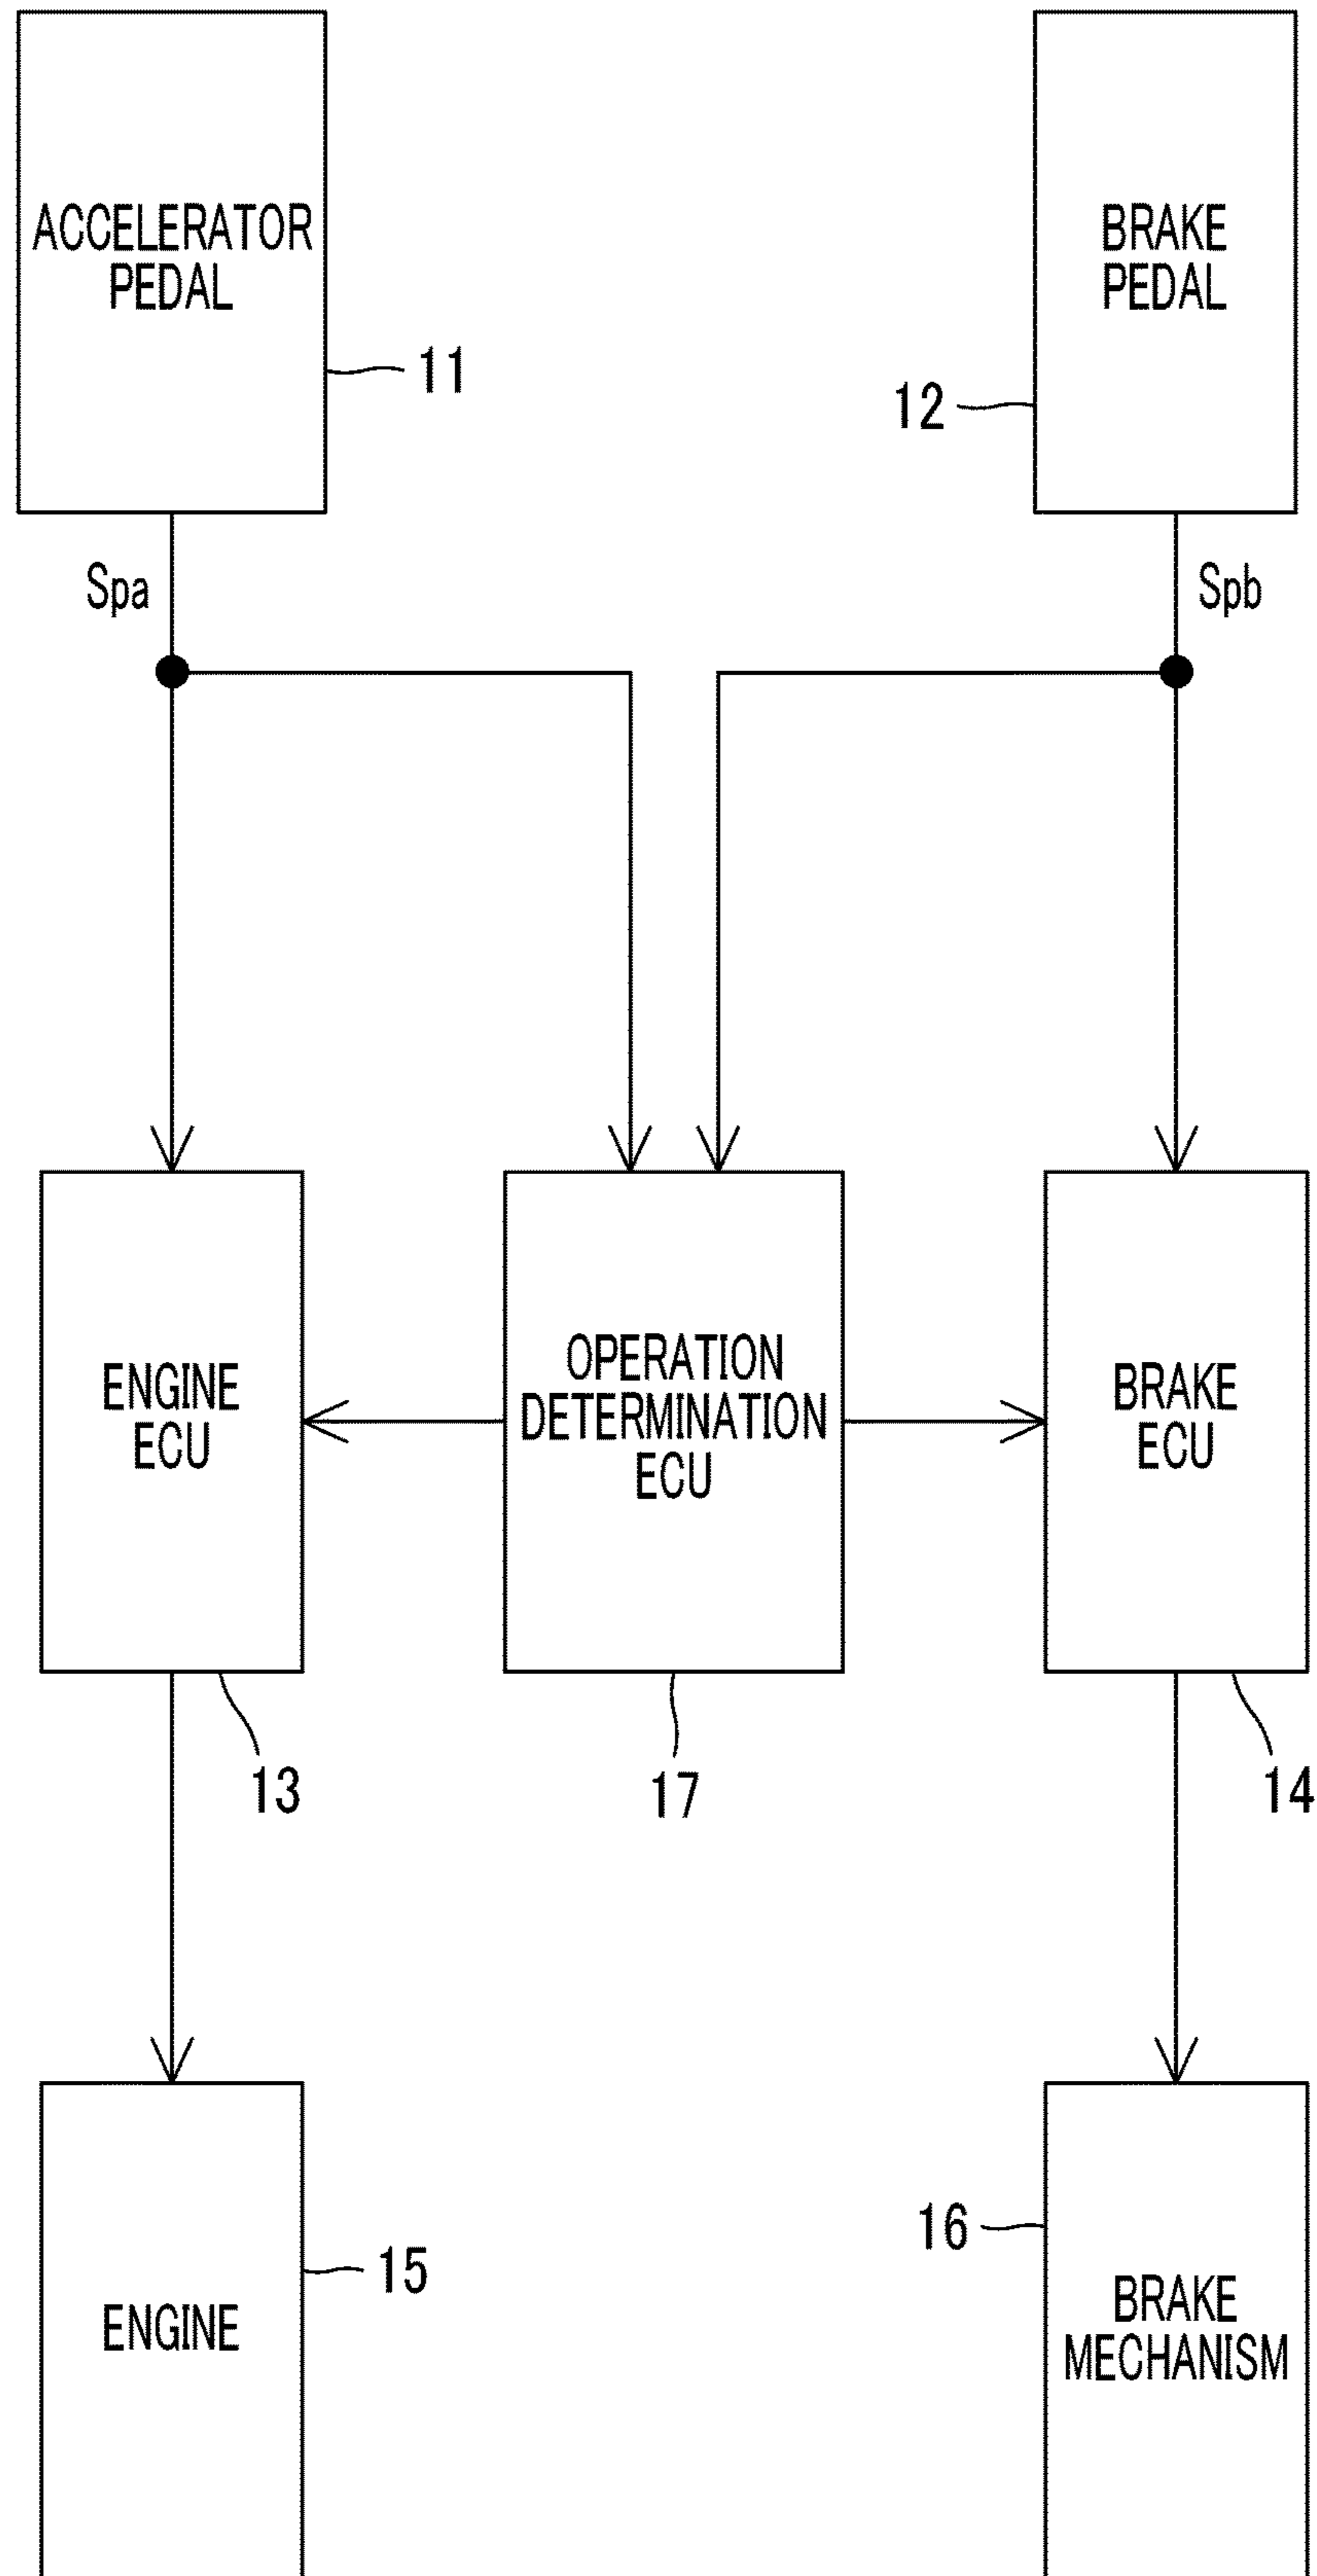 ACCELERATOR
PEDAL
BRAKE
PEDAL
11
12
Spa
Spb
ENGINE
ECU
OPERATION
DETERMINATION
ECU
BRAKE
ECU
13
17
14
15
16
ENGINE
BRAKE
MECHANISM